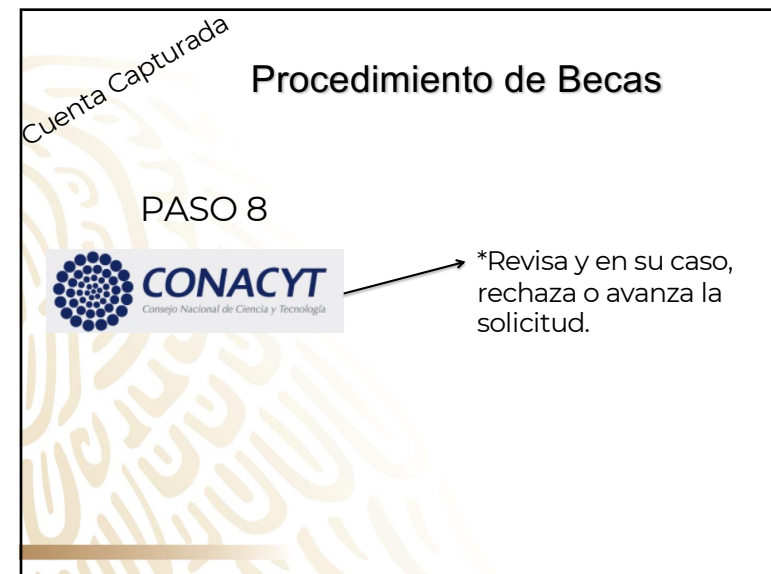 Cuenta Capturada
Procedimiento de Becas
PASO 8
CONACYT
Consejo Nacional de Ciencia y Tecnología
*Revisa y en su caso,
rechaza o avanza la
solicitud.